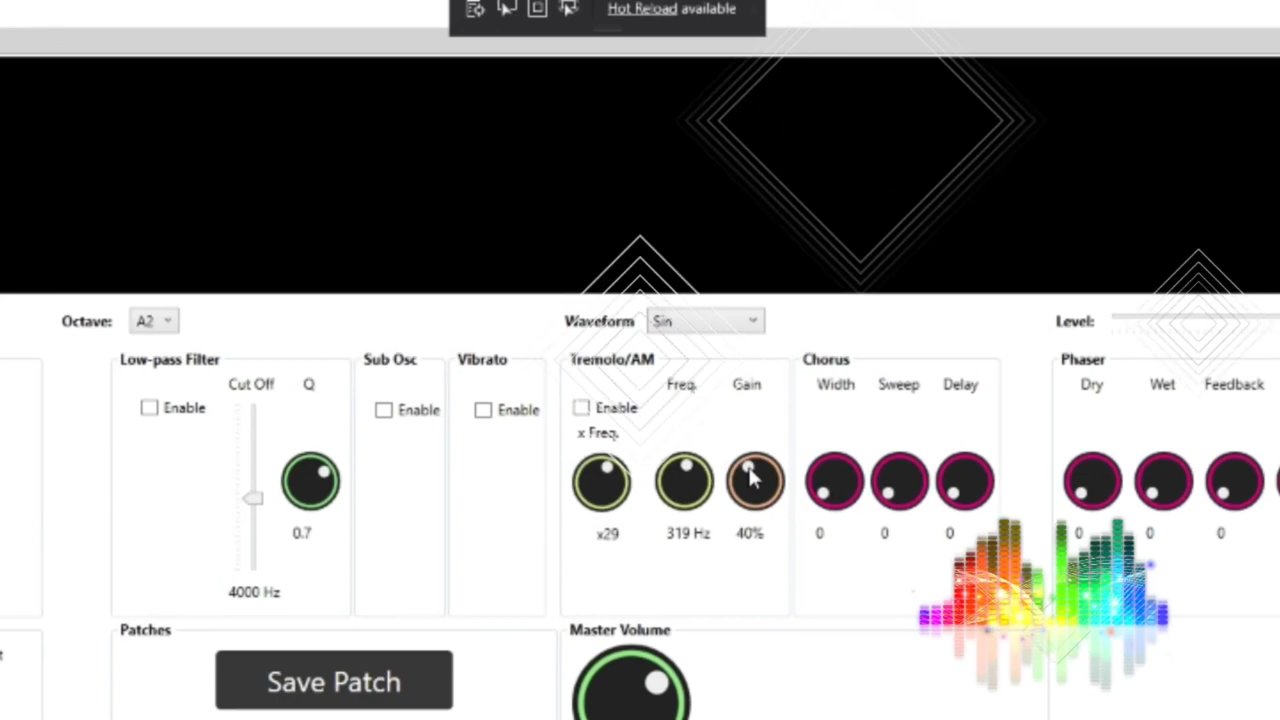 Hot Reload available
Octave: A2 Waveform Sin Level:
Low-pass Filter Sub Osc Vibrato Tremolo/AM Chorus Phaser
Cut Off Q Freq. Gain Width Sweep Delay Dry Wet Feedback
Enable Enable Enable Enable
x Freq.
0.7 x29 319 Hz 40% 0 0 0 0 0 0
4000 Hz
Patches Master Volume
Save Patch